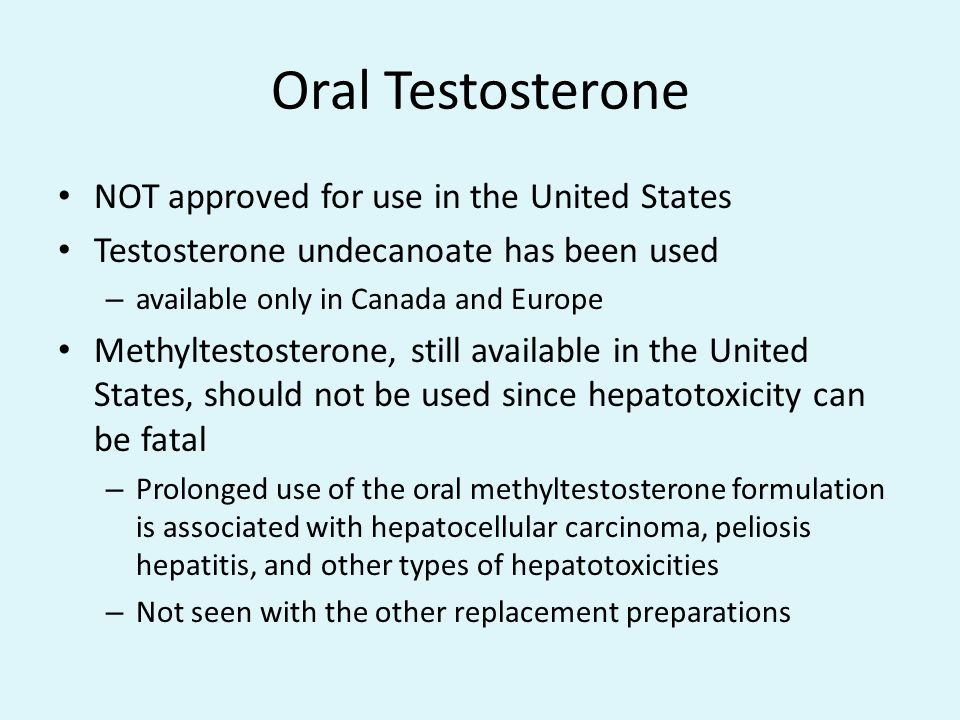 Oral Testosterone
• NOT approved for use in the United States
• Testosterone undecanoate has been used
– available only in Canada and Europe
• Methyltestosterone, still available in the United
States, should not be used since hepatotoxicity can
be fatal
– Prolonged use of the oral methyltestosterone formulation
is associated with hepatocellular carcinoma, peliosis
hepatitis, and other types of hepatotoxicities
– Not seen with the other replacement preparations